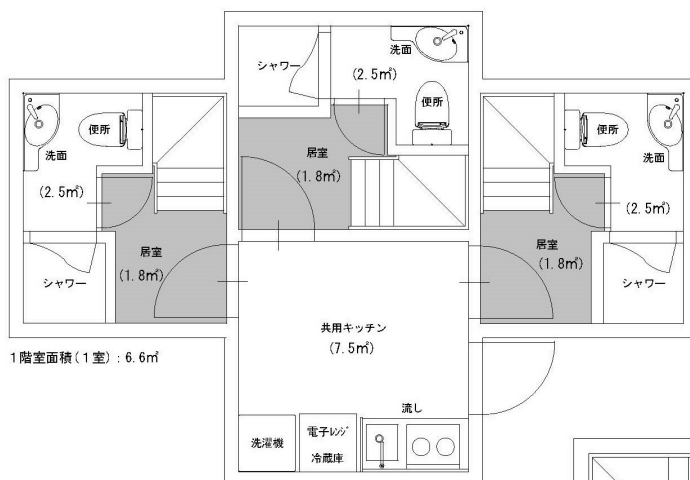 洗面
シャワー
(2.5㎡)
便所
居室
(1.8㎡)
便所
洗面
(2.5㎡)
シャワー
居室
(1.8㎡)
便所
洗面
(2.5㎡)
居室
(1.8㎡)
シャワー
共用キッチン
(7.5㎡)
1階室面積(1室):6.6㎡
流し
洗濯機
電子ﾚﾝｼﾞ
冷蔵庫